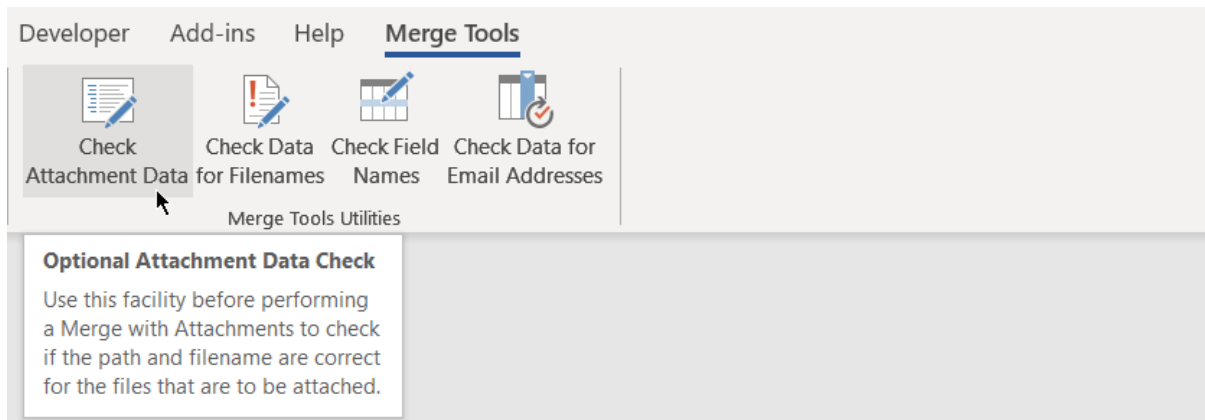 Developer Add-ins Help Merge Tools
Check Check Data Check Field Check Data for
Attachment Data for Filenames Names Email Addresses
Merge Tools Utilities
Optional Attachment Data Check
Use this facility before performing
a Merge with Attachments to check
if the path and filename are correct
for the files that are to be attached.